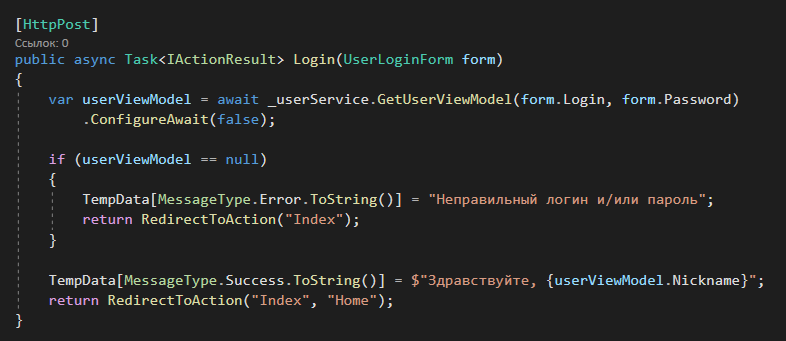 [HttpPost]
Ссылок: 0
public async Task<IActionResult> Login(UserLoginForm form)
{
    var userViewModel = await _userService.GetUserViewModel(form.Login, form.Password)
        .ConfigureAwait(false);

    if (userViewModel == null)
    {
        TempData[MessageType.Error.ToString()] = "Неправильный логин и/или пароль";
        return RedirectToAction("Index");
    }

    TempData[MessageType.Success.ToString()] = $"Здравствуйте, {userViewModel.Nickname}";
    return RedirectToAction("Index", "Home");
}